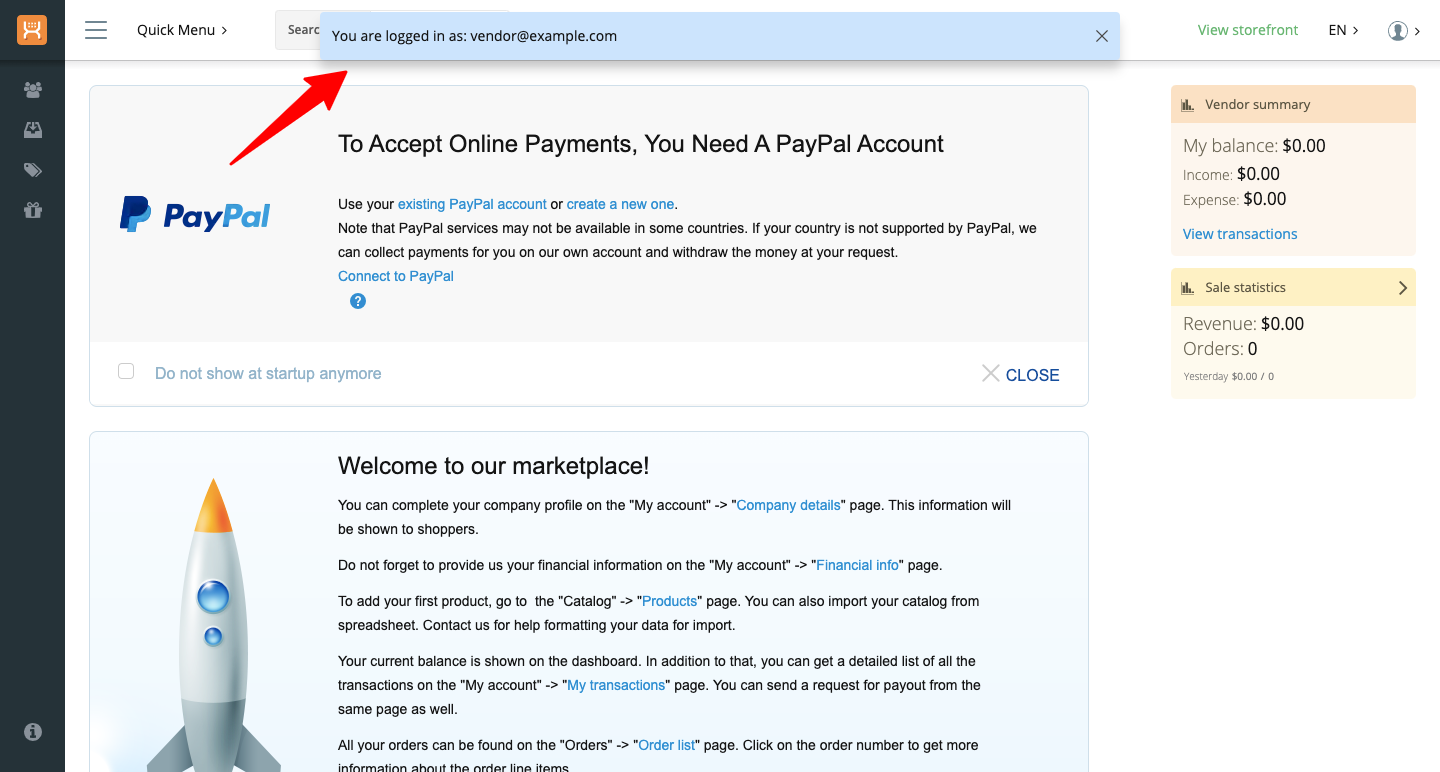 Quick Menu
Searc
You are logged in as: vendor@example.com
View storefront
EN
To Accept Online Payments, You Need A PayPal Account
PayPal
Use your existing PayPal account or create a new one.
Note that PayPal services may not be available in some countries. If your country is not supported by PayPal, we
can collect payments for you on our own account and withdraw the money at your request.
Connect to PayPal
?
Do not show at startup anymore
CLOSE
Vendor summary
My balance: $0.00
Income: $0.00
Expense: $0.00
View transactions
Sale statistics
Revenue: $0.00
Orders: 0
Yesterday $0.00 / 0
Welcome to our marketplace!
You can complete your company profile on the "My account" -> "Company details" page. This information will
be shown to shoppers.
Do not forget to provide us your financial information on the "My account" -> "Financial info" page.
To add your first product, go to  the "Catalog" -> "Products" page. You can also import your catalog from
spreadsheet. Contact us for help formatting your data for import.
Your current balance is shown on the dashboard. In addition to that, you can get a detailed list of all the
transactions on the "My account" -> "My transactions" page. You can send a request for payout from the
same page as well.
All your orders can be found on the "Orders" -> "Order list" page. Click on the order number to get more
information about the order line items.